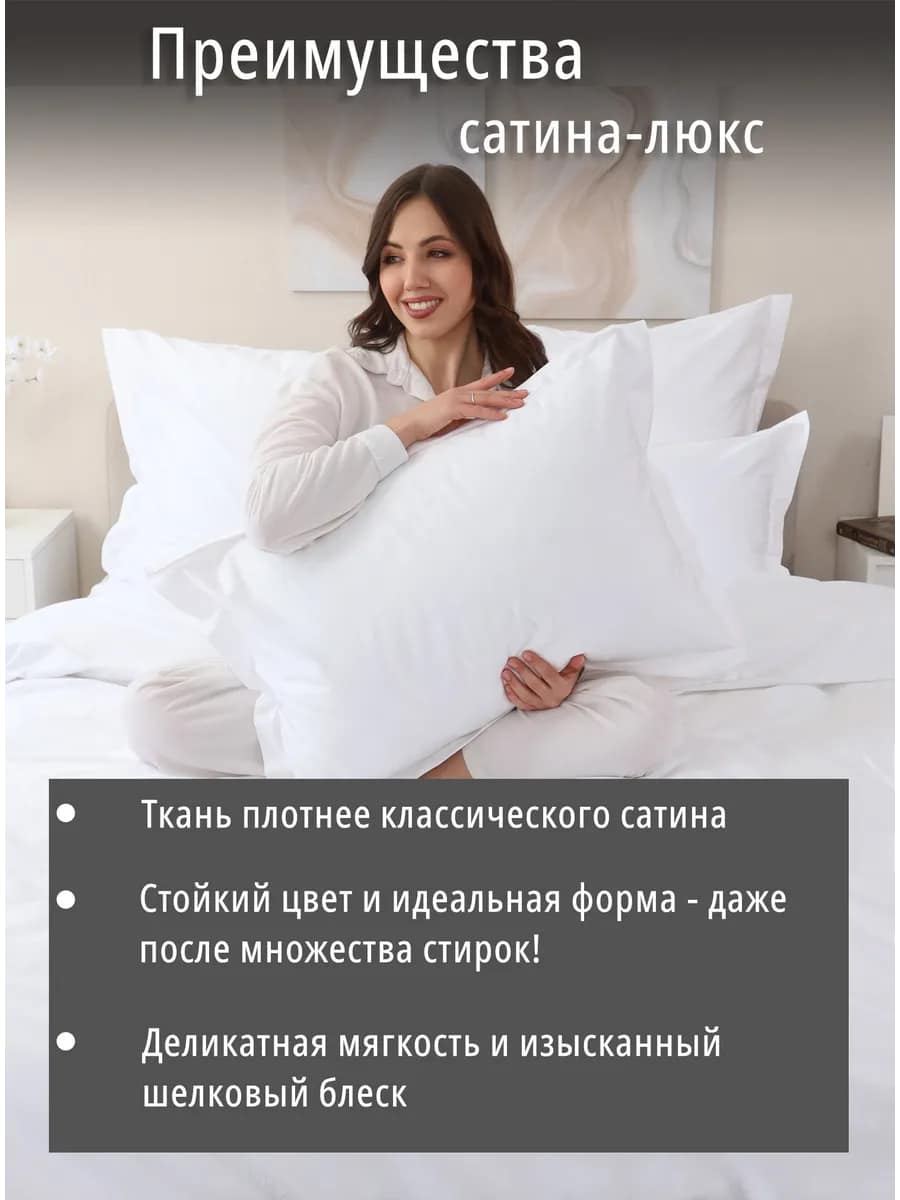 Преимущества
сатина-люкс
• Ткань плотнее классического сатина
• Стойкий цвет и идеальная форма - даже
после множества стирок!
• Деликатная мягкость и изысканный
шелковый блеск